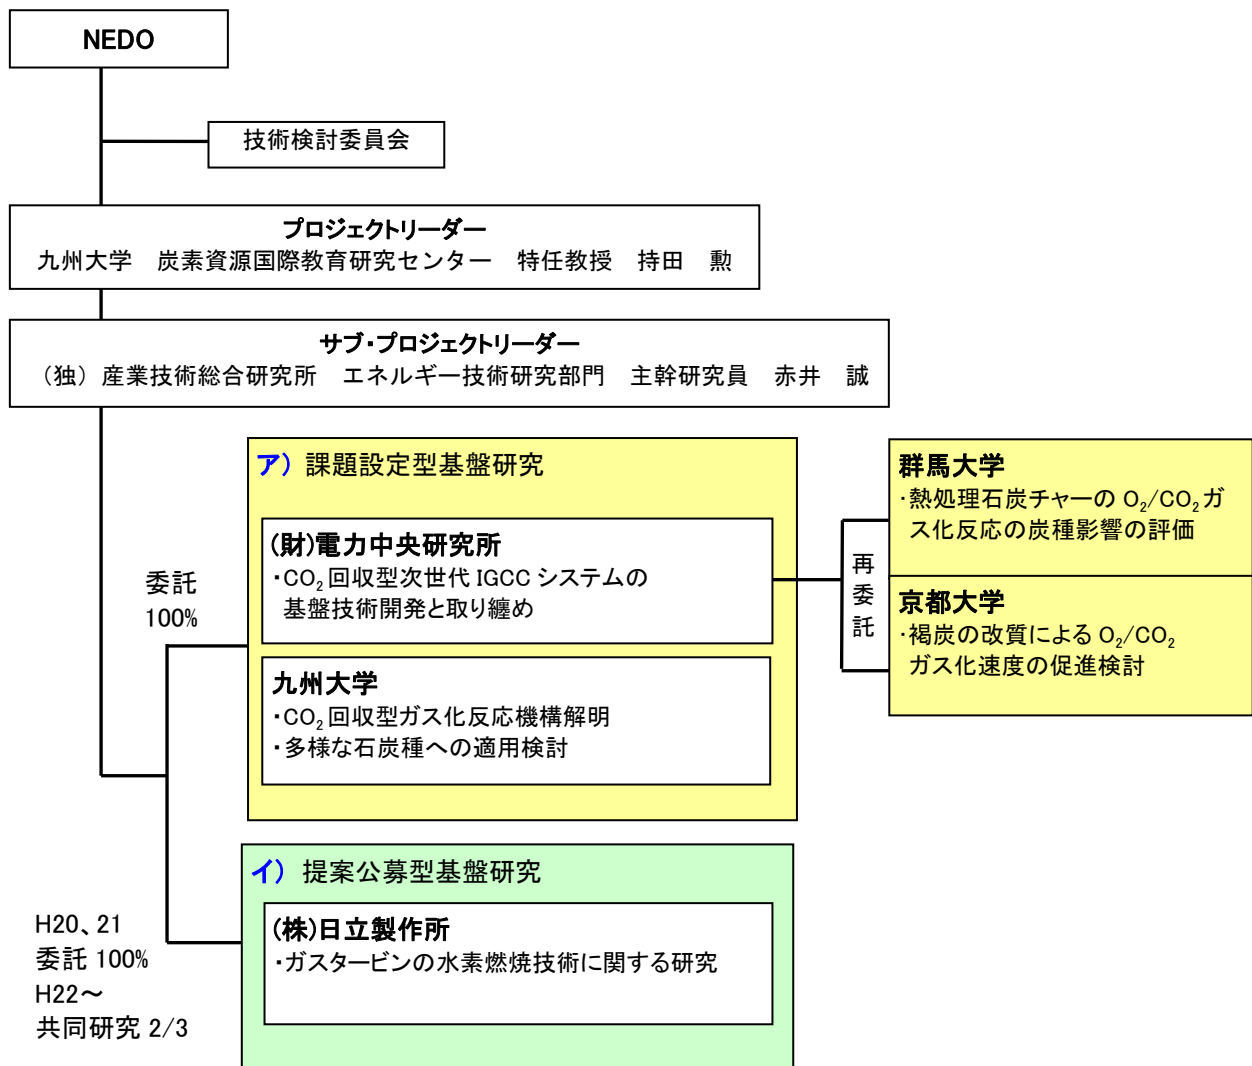 NEDO
技術検討委員会
プロジェクトリーダー
九州大学　炭素資源国際教育研究センター　特任教授　持田　勲
サブ・プロジェクトリーダー
（独）産業技術総合研究所　エネルギー技術研究部門　主幹研究員　赤井　誠
委託
100%
ア）課題設定型基盤研究
(財)電力中央研究所
・CO₂回収型次世代 IGCC システムの
基盤技術開発と取り纏め
九州大学
・CO₂回収型ガス化反応機構解明
・多様な石炭種への適用検討
再委託
群馬大学
・熱処理石炭チャーの O₂/CO₂ガ
ス化反応の炭種影響の評価
京都大学
・褐炭の改質による O₂/CO₂
ガス化速度の促進検討
H20、21
委託 100%
H22～
共同研究 2/3
イ）提案公募型基盤研究
(株)日立製作所
・ガスタービンの水素燃焼技術に関する研究